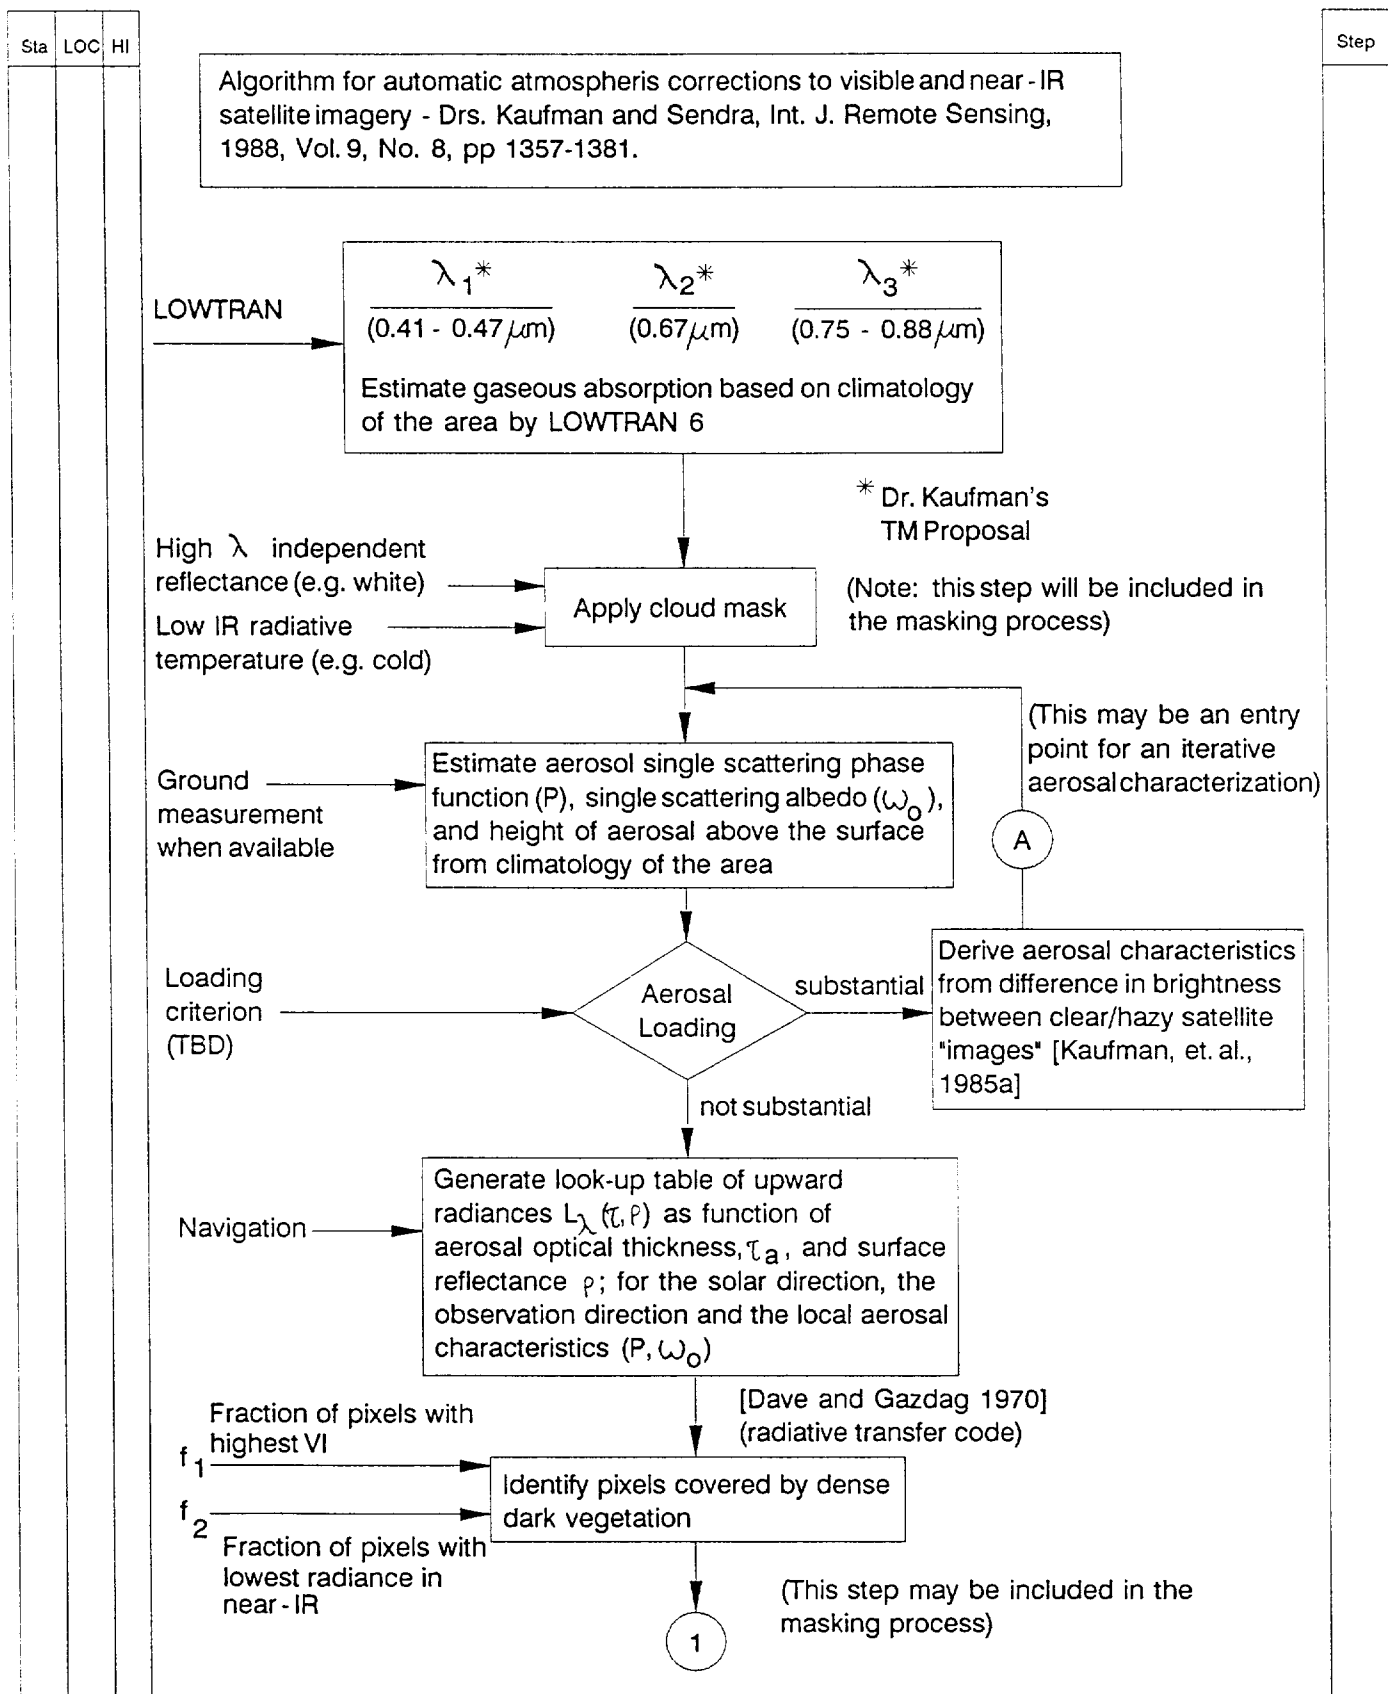 Sta LOC HI
Step
Algorithm for automatic atmospheris corrections to visible and near-IR
satellite imagery - Drs. Kaufman and Sendra, Int. J. Remote Sensing,
1988, Vol. 9, No. 8, pp 1357-1381.
LOWTRAN
λ1* λ2* λ3*
(0.41 - 0.47μm) (0.67μm) (0.75 - 0.88μm)
Estimate gaseous absorption based on climatology
of the area by LOWTRAN 6
* Dr. Kaufman's
TM Proposal
High λ independent
reflectance (e.g. white)
Low IR radiative
temperature (e.g. cold)
Apply cloud mask
(Note: this step will be included in
the masking process)
(This may be an entry
point for an iterative
aerosal characterization)
A
Ground
measurement
when available
Estimate aerosol single scattering phase
function (P), single scattering albedo (ωo),
and height of aerosal above the surface
from climatology of the area
Loading
criterion
(TBD)
Aerosal
Loading
substantial
Derive aerosal characteristics
from difference in brightness
between clear/hazy satellite
"images" [Kaufman, et. al.,
1985a]
not substantial
Navigation
Generate look-up table of upward
radiances Lλ (τ, ρ) as function of
aerosal optical thickness, τa, and surface
reflectance ρ; for the solar direction, the
observation direction and the local aerosal
characteristics (P, ωo)
[Dave and Gazdag 1970]
(radiative transfer code)
Fraction of pixels with
highest VI
f1
f2
Fraction of pixels with
lowest radiance in
near-IR
Identify pixels covered by dense
dark vegetation
(This step may be included in the
masking process)
1